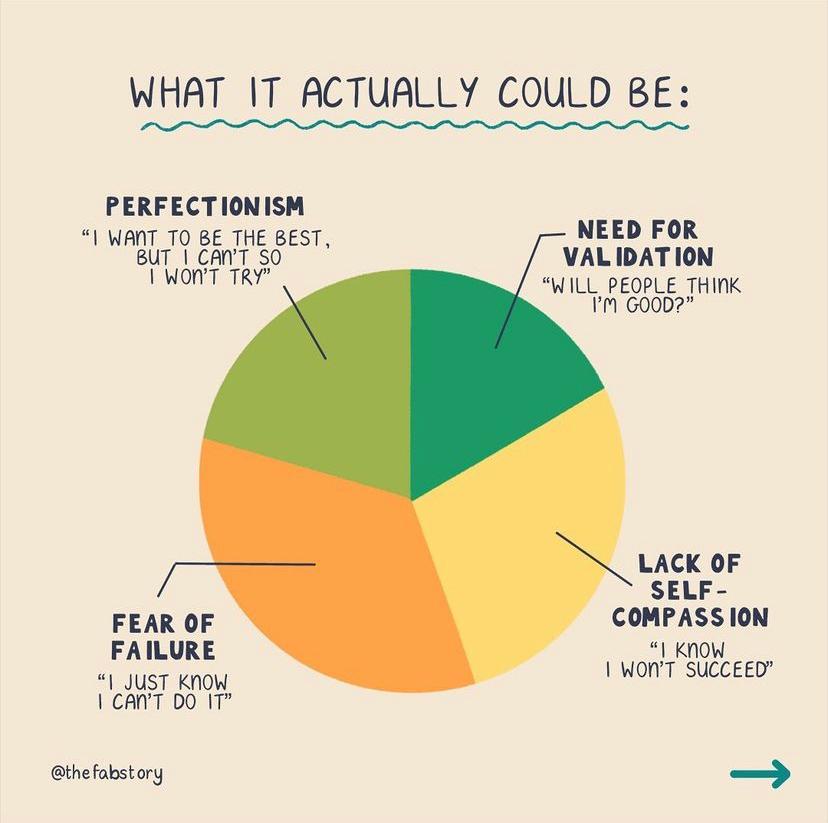 WHAT IT ACTUALLY COULD BE:
PERFECTIONISM
“I WANT TO BE THE BEST,
BUT I CAN'T SO
I WON'T TRY”
NEED FOR
VALIDATION
“WILL PEOPLE THINK
I'M GOOD?”
LACK OF
SELF-
COMPASSION
“I KNOW
I WON'T SUCCEED”
FEAR OF
FAILURE
“I JUST KNOW
I CAN'T DO IT”
@thefabstory